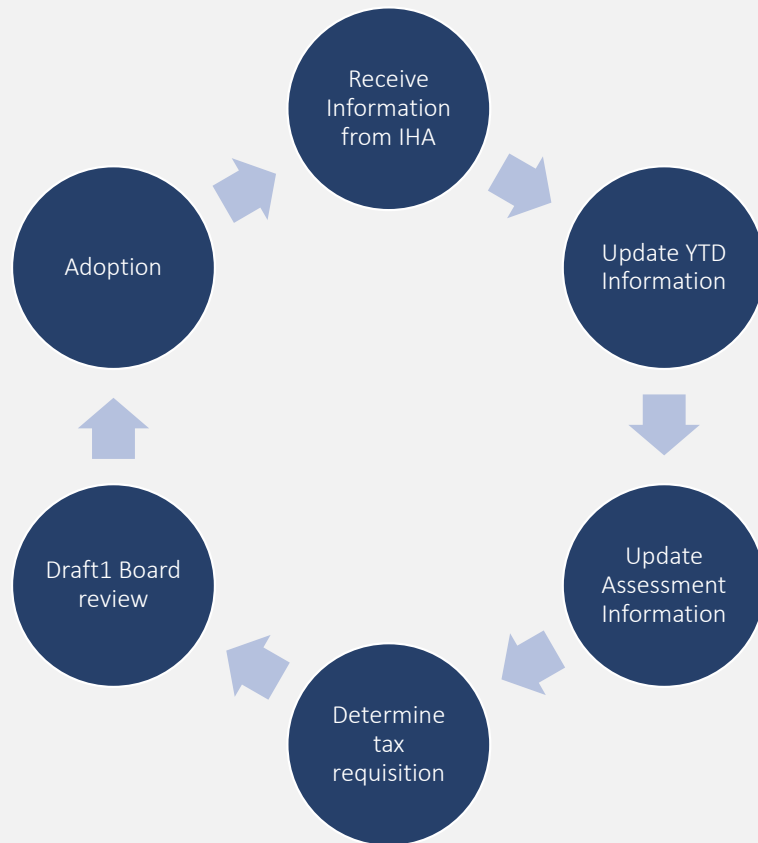 Receive
Information
from IHA
Update YTD
Information
Update
Assessment
Information
Determine
tax
requisition
Draft1 Board
review
Adoption